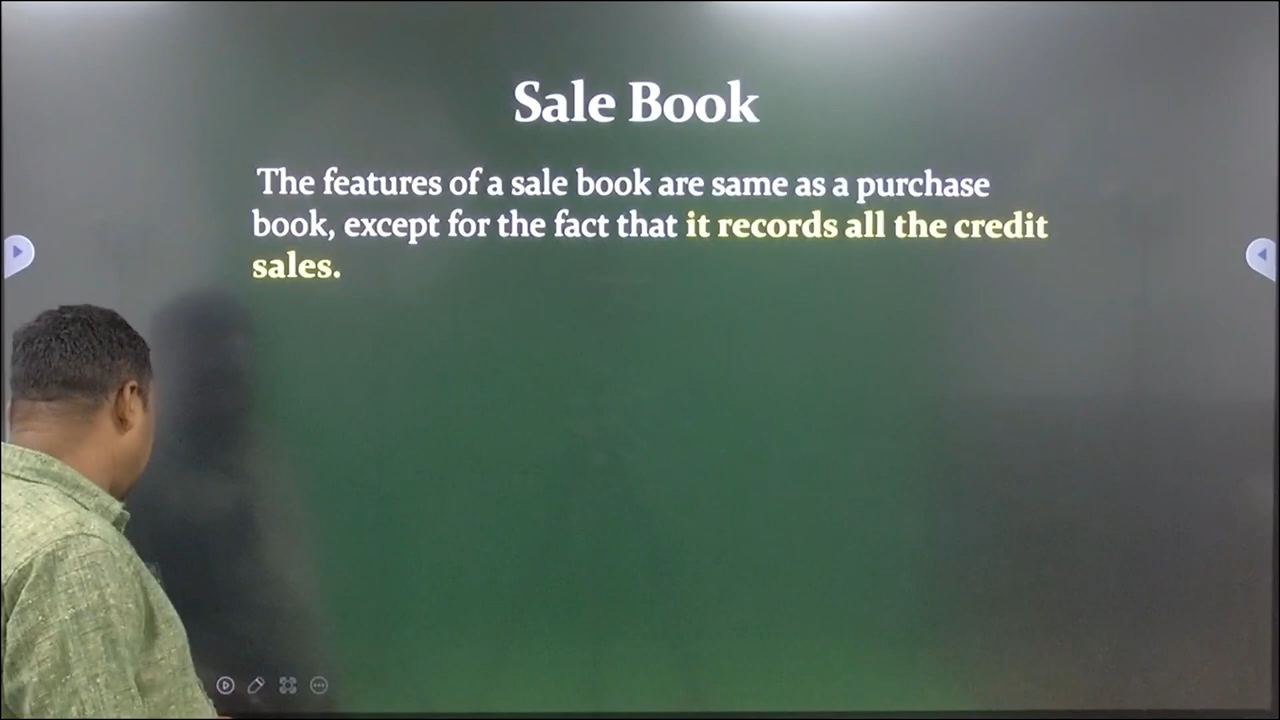 Sale Book
The features of a sale book are same as a purchase
book, except for the fact that it records all the credit
sales.